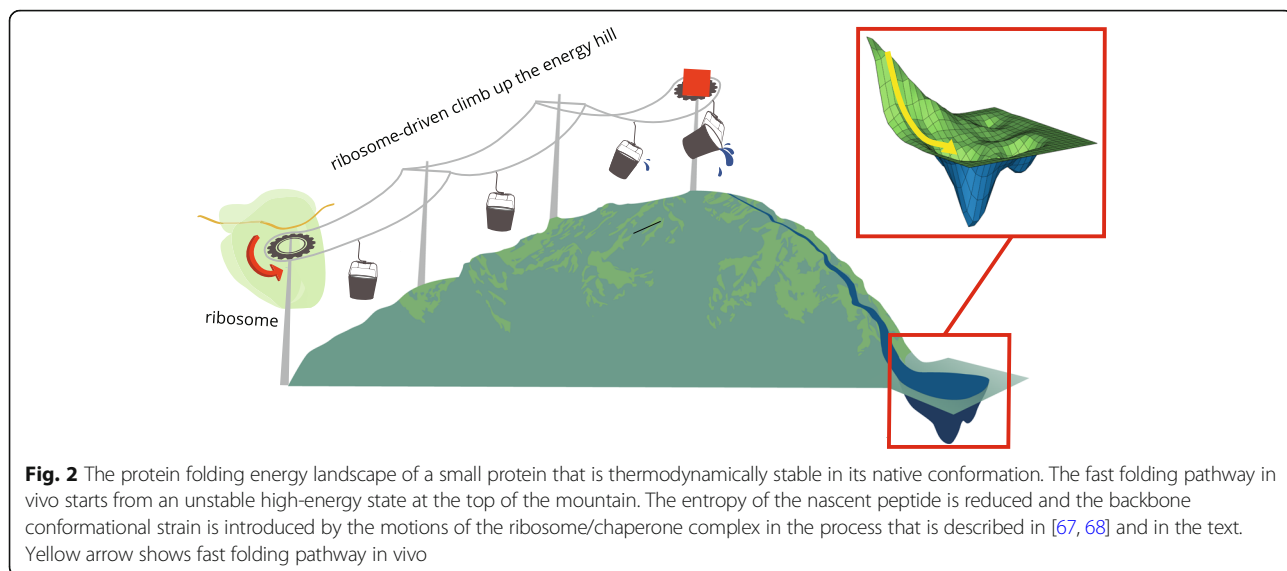 ribosome-driven climb up the energy hill
ribosome
Fig. 2 The protein folding energy landscape of a small protein that is thermodynamically stable in its native conformation. The fast folding pathway in
vivo starts from an unstable high-energy state at the top of the mountain. The entropy of the nascent peptide is reduced and the backbone
conformational strain is introduced by the motions of the ribosome/chaperone complex in the process that is described in [67, 68] and in the text.
Yellow arrow shows fast folding pathway in vivo